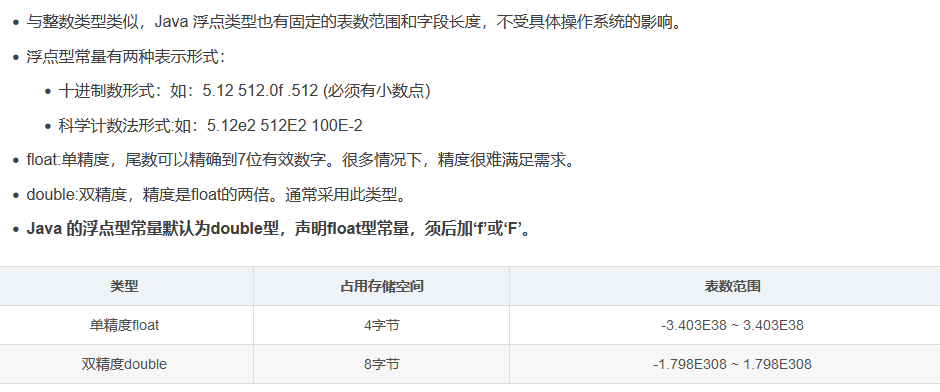 与整数类型类似，Java 浮点类型也有固定的表数范围和字段长度，不受具体操作系统的影响。
浮点型常量有两种表示形式：
十进制数形式：如：5.12 512.0f .512 (必须有小数点)
科学计数法形式:如：5.12e2 512E2 100E-2
float:单精度，尾数可以精确到7位有效数字。很多情况下，精度很难满足需求。
double:双精度，精度是float的两倍。通常采用此类型。
Java 的浮点型常量默认为double型，声明float型常量，须后加‘f’或‘F’。
类型 占用存储空间 表数范围
单精度float 4字节 -3.403E38 ~ 3.403E38
双精度double 8字节 -1.798E308 ~ 1.798E308